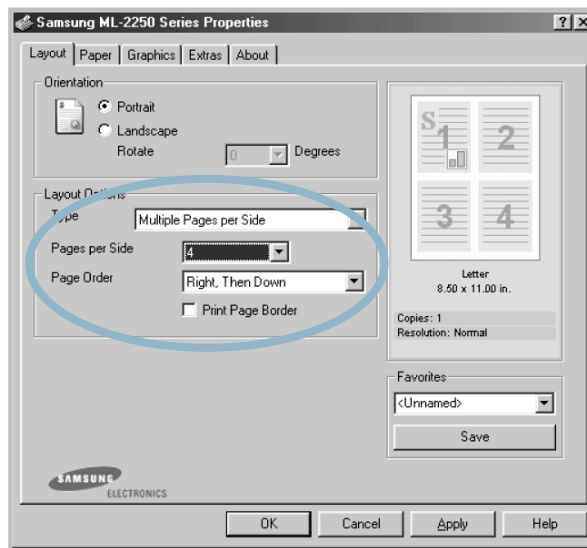 Samsung ML-2250 Series Properties
Layout Paper Graphics Extras About
Orientation
Portrait
Landscape
Rotate 0 Degrees
Layout Options
Type Multiple Pages per Side
Pages per Side 4
Page Order Right, Then Down
Print Page Border
S
1 2
3 4
Letter
8.50 x 11.00 in.
Copies: 1
Resolution: Normal
Favorites
<Unnamed>
Save
SAMSUNG
ELECTRONICS
OK Cancel Apply Help